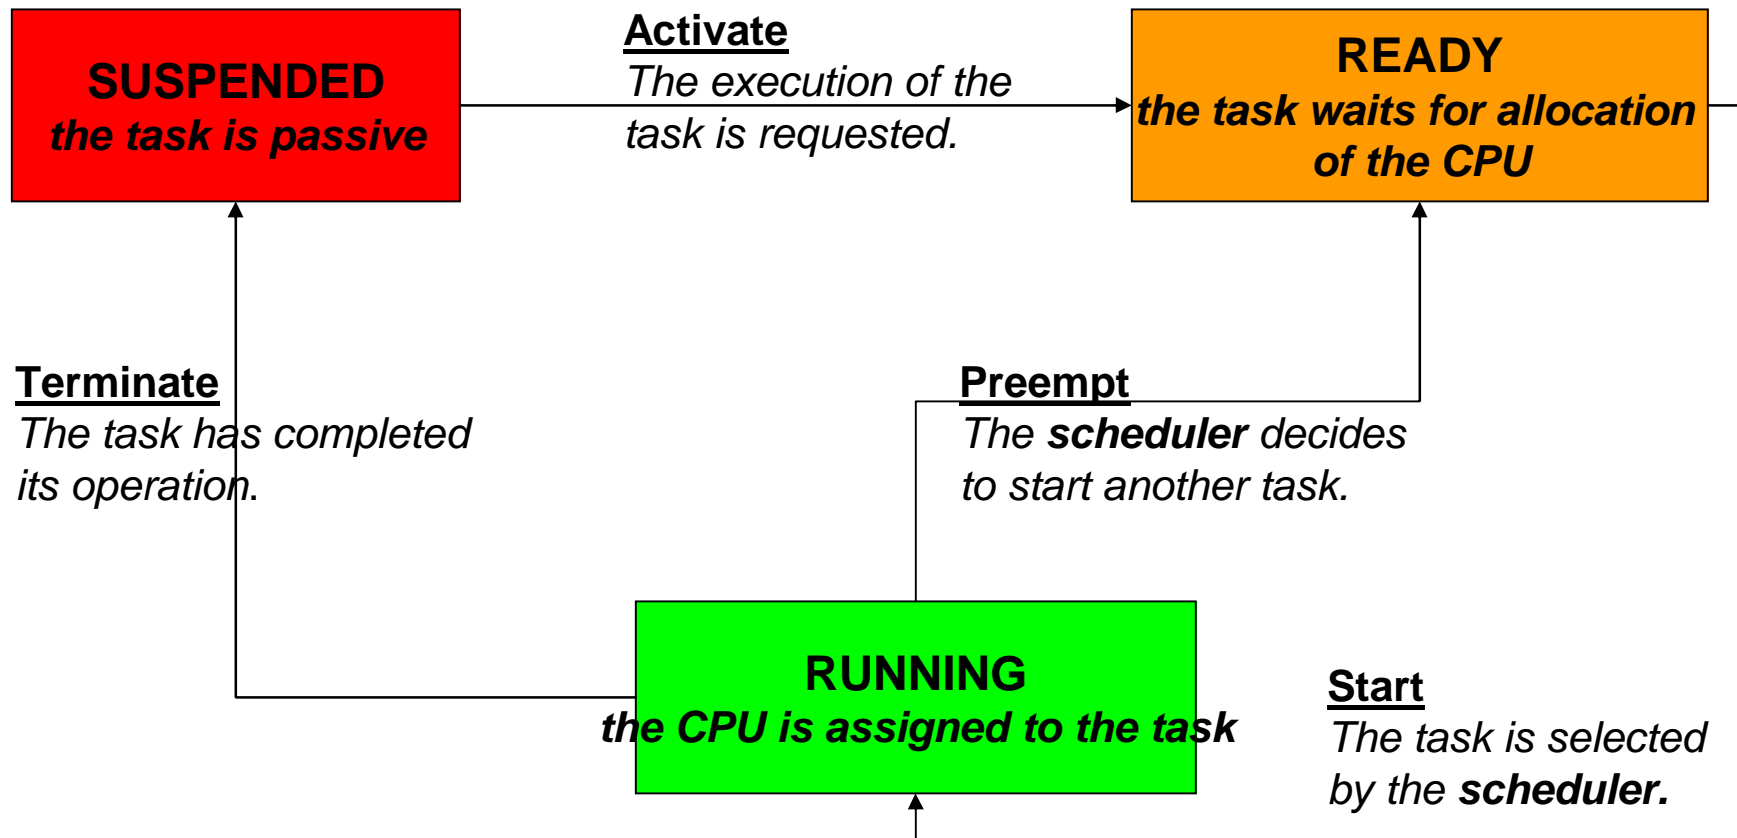 SUSPENDED
the task is passive
Activate
The execution of the
task is requested.
READY
the task waits for allocation
of the CPU
Terminate
The task has completed
its operation.
Preempt
The scheduler decides
to start another task.
RUNNING
the CPU is assigned to the task
Start
The task is selected
by the scheduler.